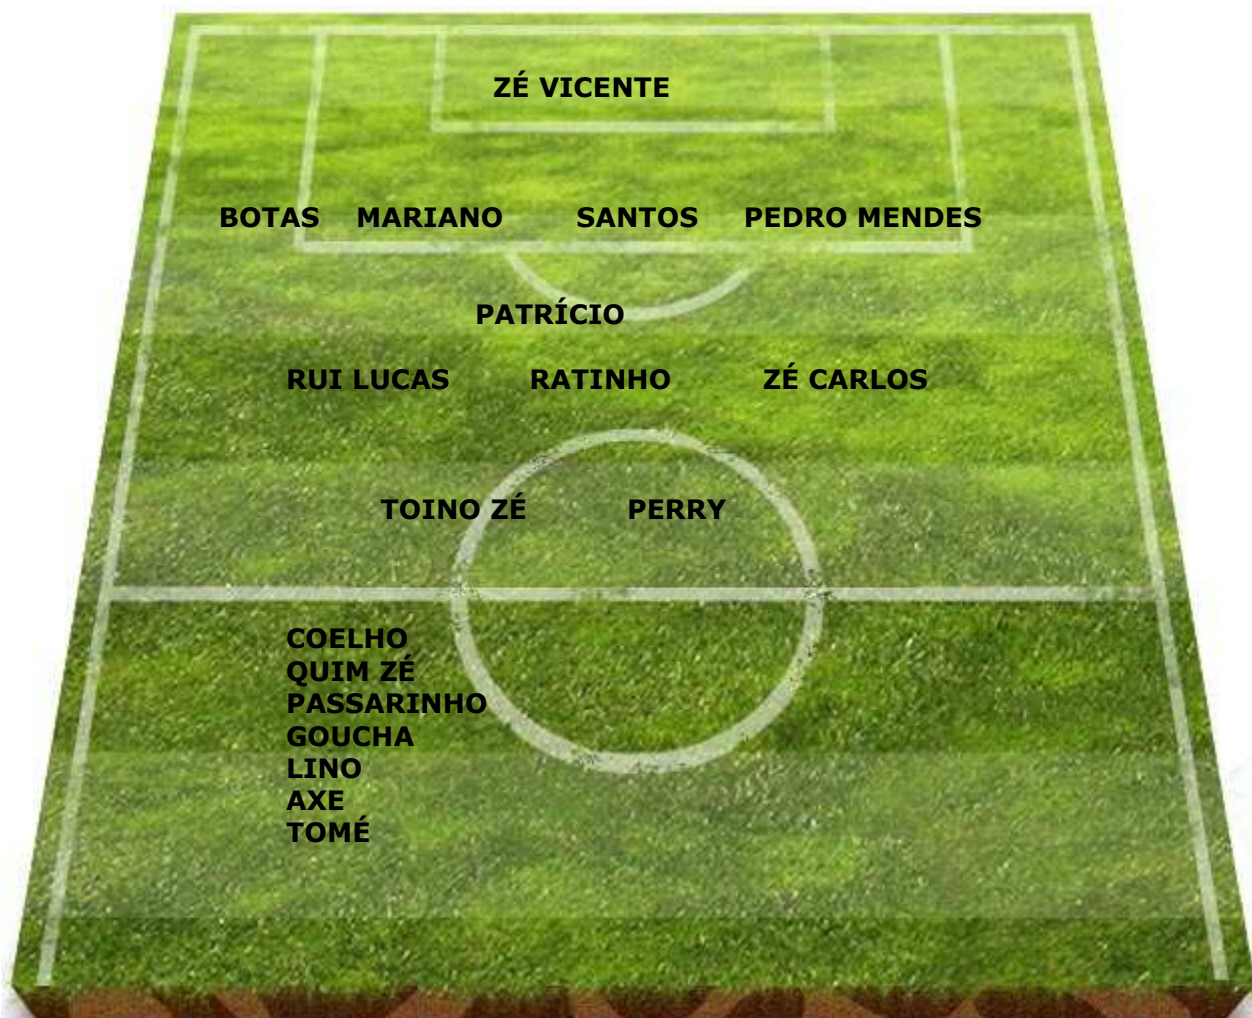 ZÉ VICENTE
BOTAS MARIANO SANTOS PEDRO MENDES
PATRÍCIO
RUI LUCAS RATINHO ZÉ CARLOS
TOINO ZÉ PERRY
COELHO
QUIM ZÉ
PASSARINHO
GOUCHA
LINO
AXE
TOMÉ